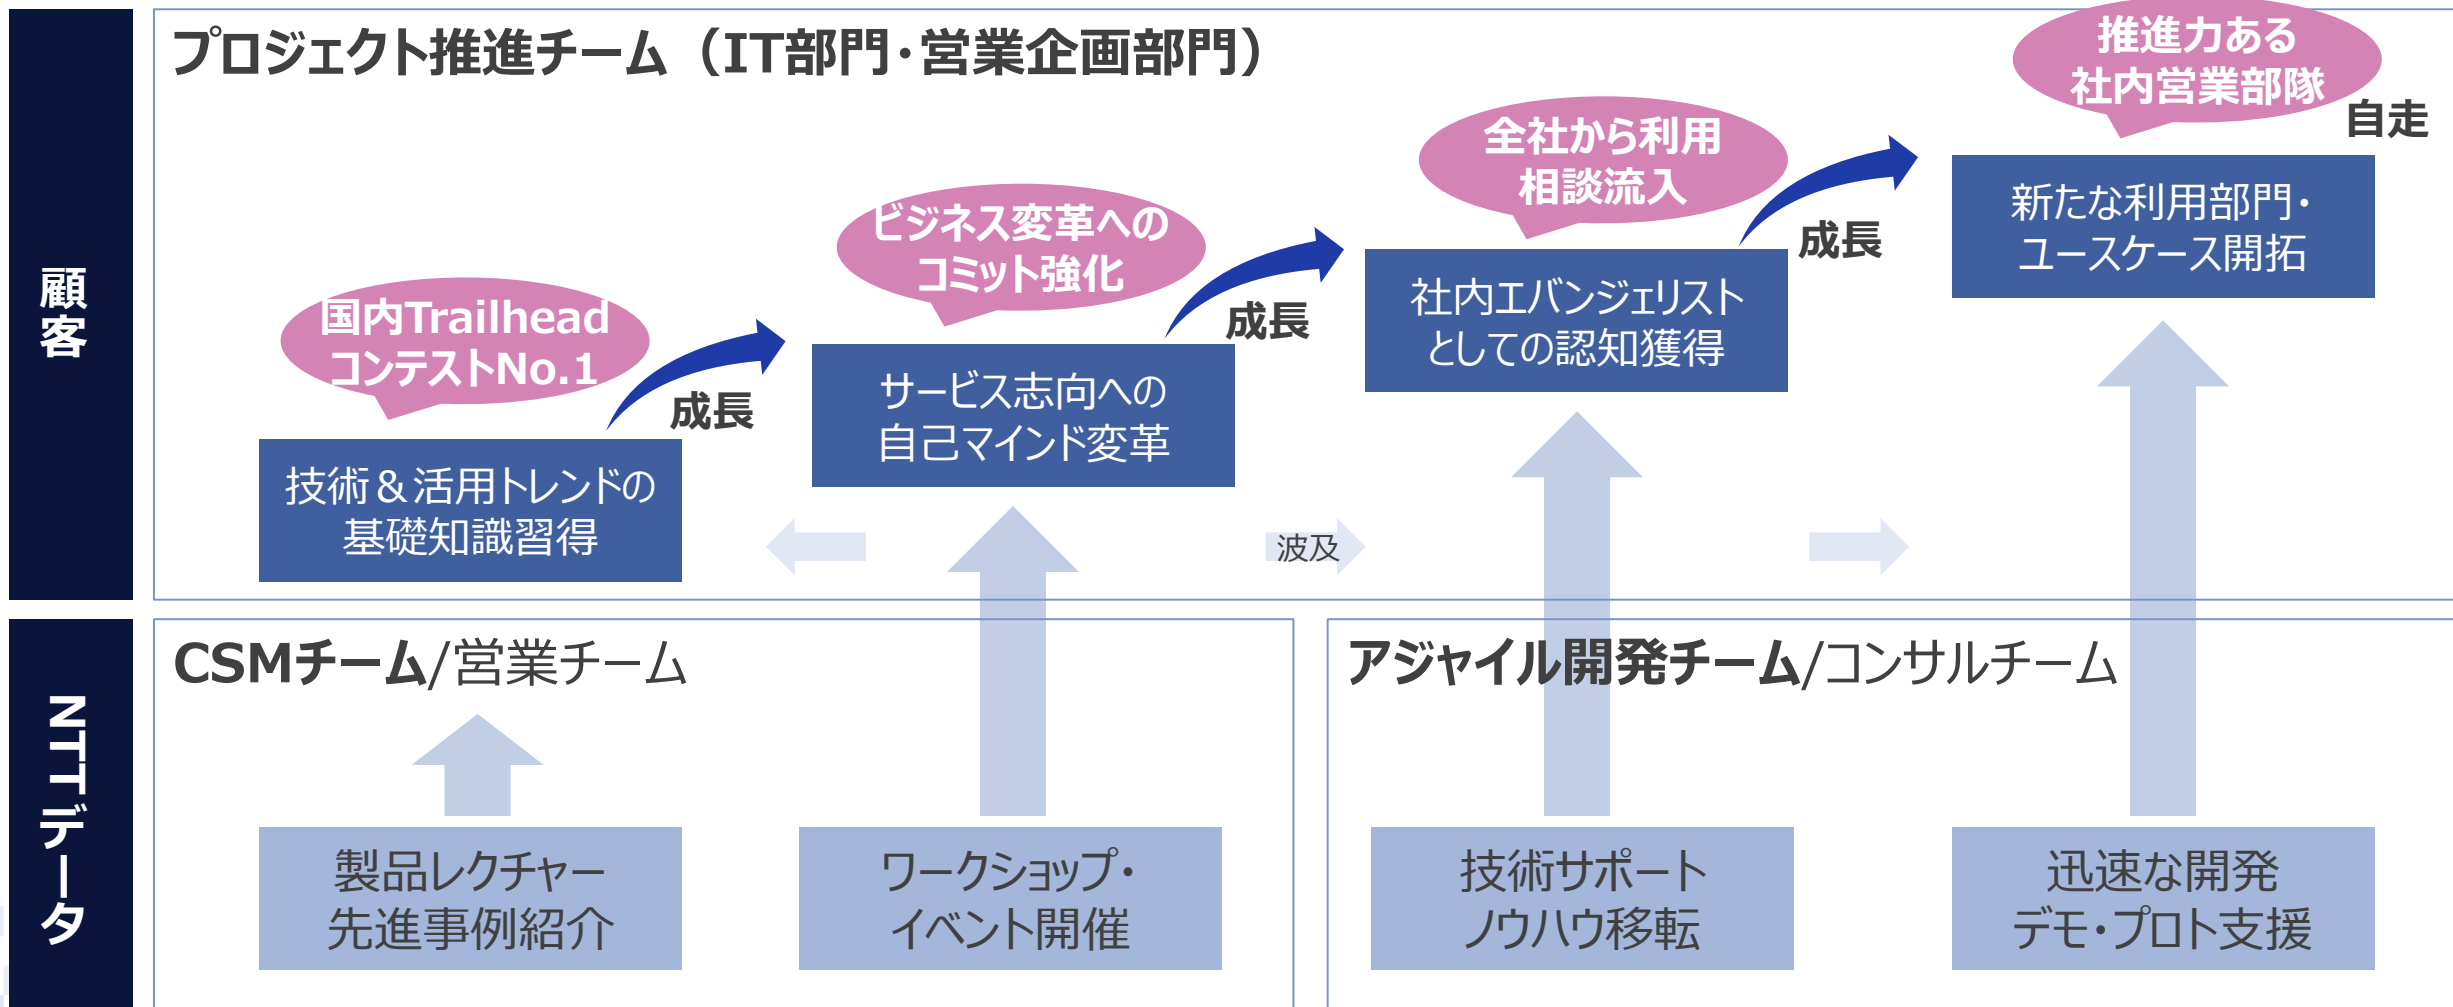 顧客
プロジェクト推進チーム（IT部門・営業企画部門）
国内Trailhead
コンテストNo.1
技術＆活用トレンドの
基礎知識習得
成長
ビジネス変革への
コミット強化
サービス志向への
自己マインド変革
成長
全社から利用
相談流入
社内エバンジェリスト
としての認知獲得
成長
推進力ある
社内営業部隊
自走
新たな利用部門・
ユースケース開拓
波及
NTTデータ
CSMチーム/営業チーム
製品レクチャー
先進事例紹介
ワークショップ・
イベント開催
アジャイル開発チーム/コンサルチーム
技術サポート
ノウハウ移転
迅速な開発
デモ・プロト支援